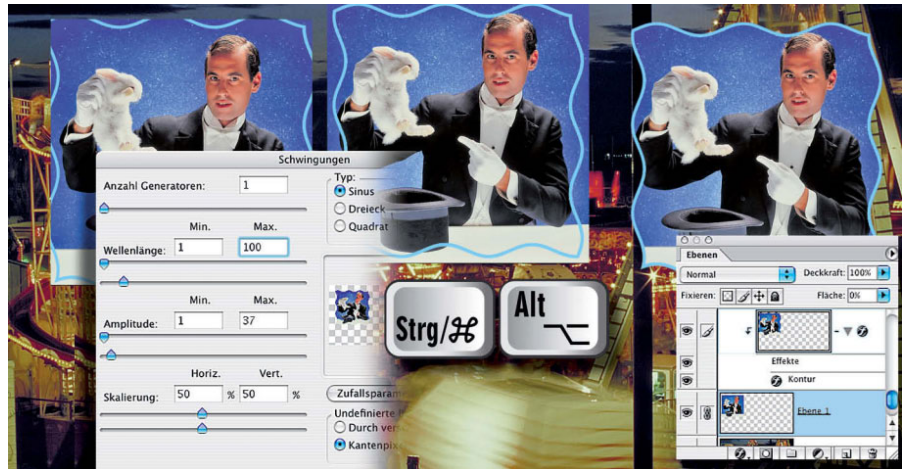 Schwingungen
Anzahl Generatoren: 1
Min. Max.
Wellenlänge: 1 100
Min. Max.
Amplitude: 1 37
Horiz. Vert.
Skalierung: 50 % 50 %
Typ:
Sinus
Dreieck
Quadrat
Zufallsparam
Undefinierte
Durch ver
Kantenpix
Strg/⌘
Alt
⌥
Ebenen
Normal Deckkraft: 100%
Fixieren: Fläche: 0%
Effekte
Kontur
Ebene 1